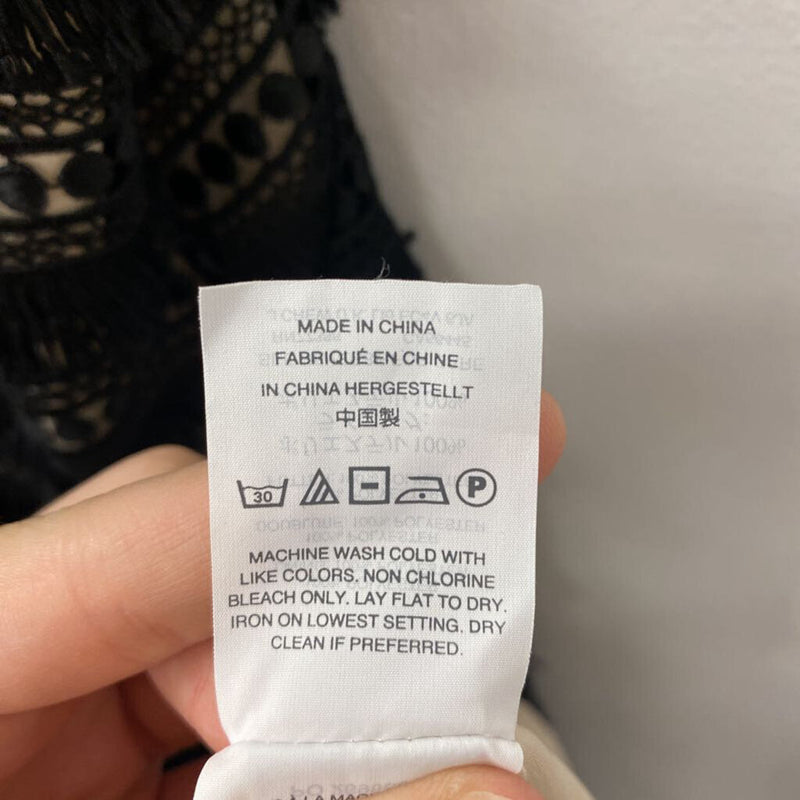 MADE IN CHINA
FABRIQUÉ EN CHINE
IN CHINA HERGESTELLT
中国製
30 P
MACHINE WASH COLD WITH
LIKE COLORS. NON CHLORINE
BLEACH ONLY. LAY FLAT TO DRY.
IRON ON LOWEST SETTING. DRY
CLEAN IF PREFERRED.